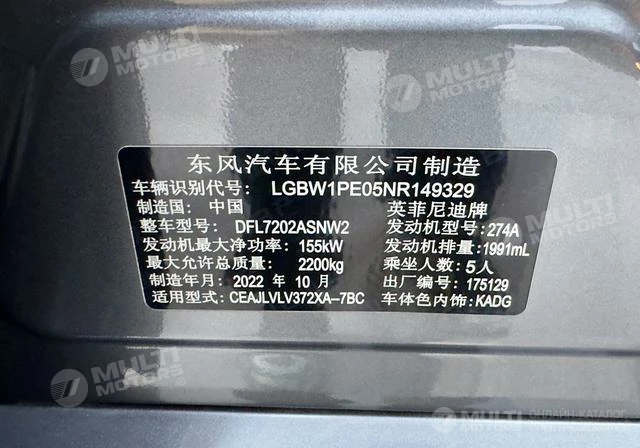 MULTI
MOTORS
MULTI
MOTORS
东风汽车有限公司制造
车辆识别代号: LGBW1PE05NR149329
制造国: 中国 英菲尼迪牌
整车型号: DFL7202ASNW2 发动机型号: 274A
发动机最大净功率: 155kW 发动机排量: 1991mL
最大允许总质量: 2200kg 乘坐人数: 5人
制造年月: 2022 年 10 月 出厂编号: 175129
适用型式: CEAJLVLV372XA-7BC 车体色内饰: KADG
MULTI
MOTORS
MULTI ОНЛАЙН-КАТАЛОГ